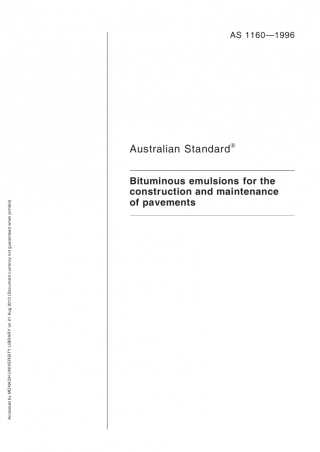 AS 1160—1996
Australian Standard®
Bituminous emulsions for the
construction and maintenance
of pavements
Accessed by MONASH UNIVERSITY LIBRARY on 21 Aug 2013 (Document currency not guaranteed when printed)